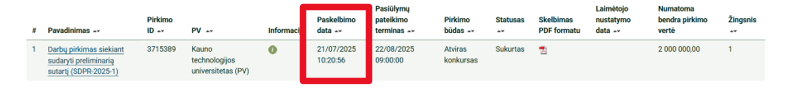 # Pavadinimas Pirkimo ID PV Informaci Paskelbimo data Pasiūlymų pateikimo terminas Pirkimo būdas Statusas Skelbimas PDF formatu Laimėtojo nustatymo data Numatoma bendra pirkimo vertė Žingsnis
1 Darbų pirkimas siekiant 3715389 Kauno 21/07/2025 22/08/2025 Atviras Sukurtas 2 000 000,00 1
sudaryti preliminarią technologijos 10:20:56 09:00:00 konkursas
sutartį (SDPR-2025-1) universitetas (PV)